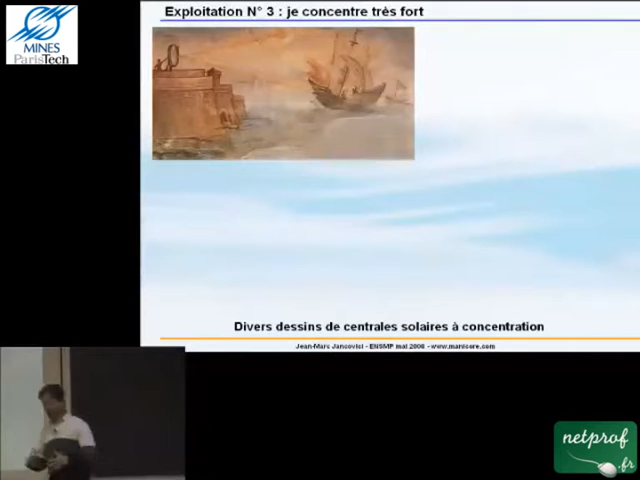 MINES
ParisTech
Exploitation N° 3 : je concentre très fort
Divers dessins de centrales solaires à concentration
Jean-Marc Jancovici - ENSMP mai 2008 - www.manicore.com
netprof
.fr